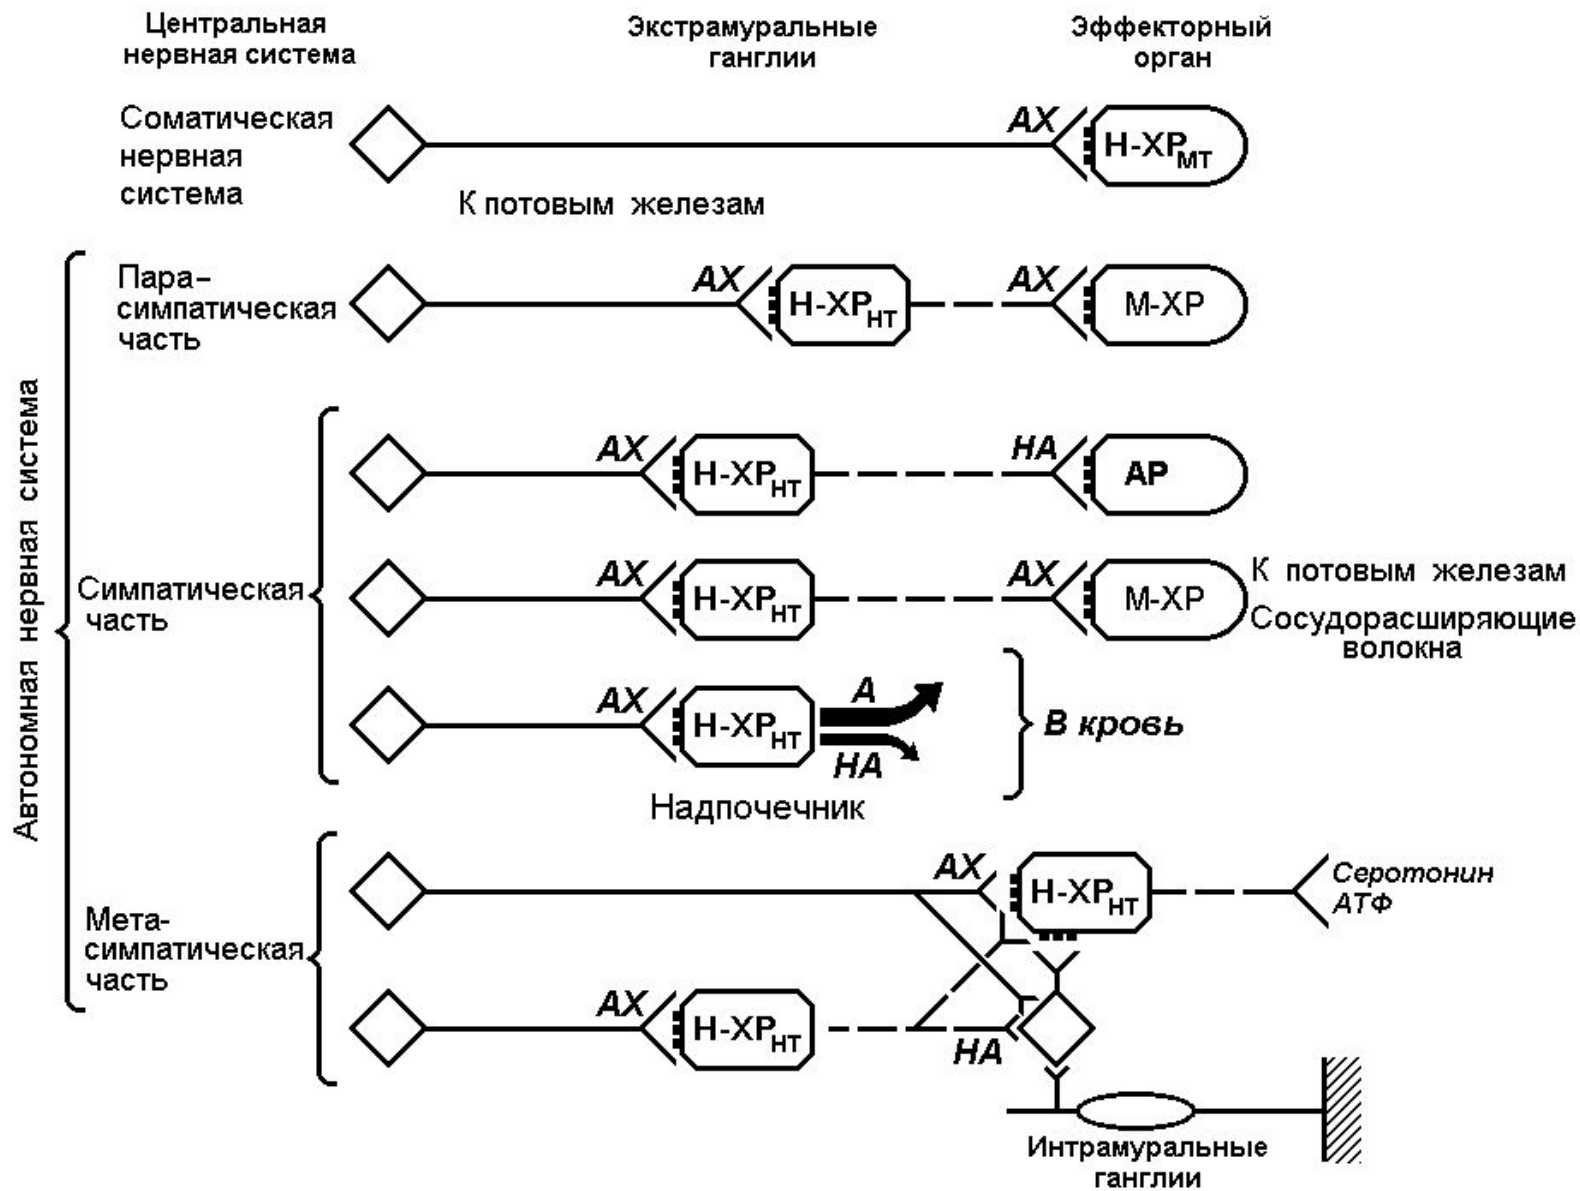 Центральная
нервная система
Экстрамуральные
ганглии
Эффекторный
орган
Соматическая
нервная
система
АХ
Н-ХРМТ
К потовым железам
Автономная нервная система
Пара-
симпатическая
часть
АХ
Н-ХРНТ
АХ
М-ХР
Симпатическая
часть
АХ
Н-ХРНТ
НА
АР
АХ
Н-ХРНТ
АХ
М-ХР
К потовым железам
Сосудорасширяющие
волокна
АХ
Н-ХРНТ
А
НА
В кровь
Надпочечник
Мета-
симпатическая
часть
АХ
Н-ХРНТ
Серотонин
АТФ
АХ
Н-ХРНТ
НА
Интрамуральные
ганглии